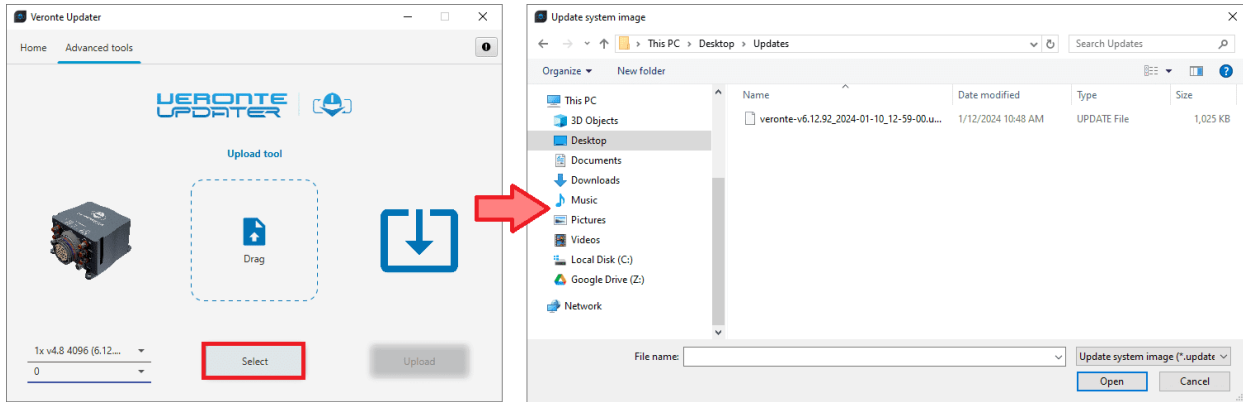 Veronte Updater
Home Advanced tools
VERONTE
UPDATER
Upload tool
Drag
1x v4.8 4096 (6.12....
0
Select
Upload
Update system image
This PC > Desktop > Updates
Search Updates
Organize
New folder
Name
Date modified
Type
Size
This PC
3D Objects
Desktop
Documents
Downloads
Music
Pictures
Videos
Local Disk (C:)
Google Drive (Z:)
Network
veronte-v6.12.92_2024-01-10_12-59-00.u... 1/12/2024 10:48 AM UPDATE File 1,025 KB
File name:
Update system image (*.update
Open
Cancel